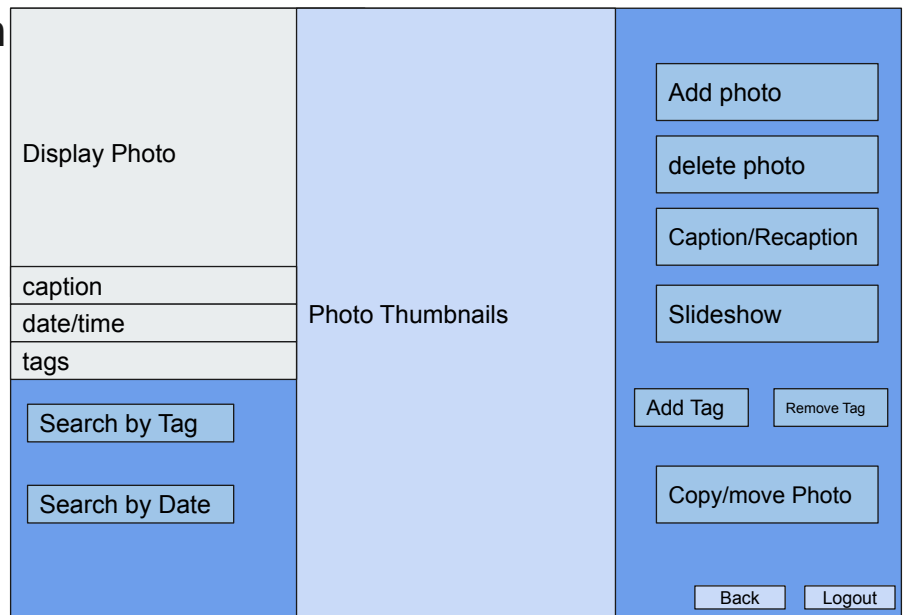 Display Photo
caption
date/time
tags
Search by Tag
Search by Date
Photo Thumbnails
Add photo
delete photo
Caption/Recaption
Slideshow
Add Tag
Remove Tag
Copy/move Photo
Back
Logout